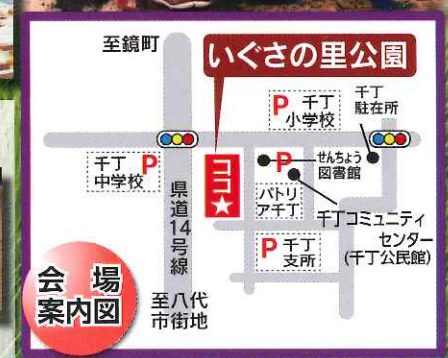 至鏡町
いぐさの里公園
P 千丁
小学校
千丁
駐在所
千丁 P
中学校
ココ★
P
せんちょう
図書館
パトリ
ア千丁
県道14号線
千丁コミュニティ
センター
(千丁公民館)
P 千丁
支所
会場
案内図
至八代
市街地